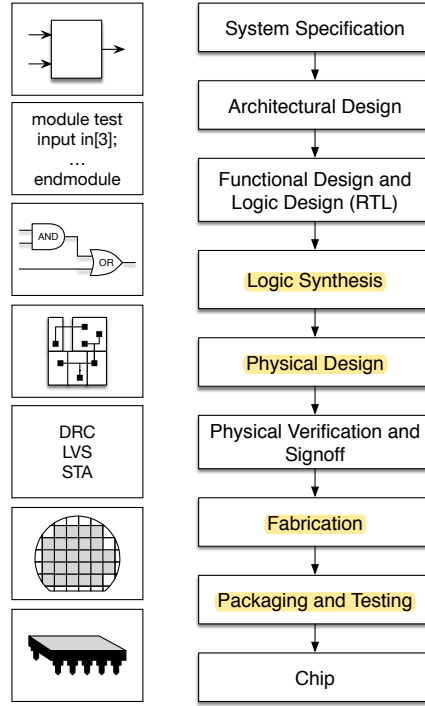 System Specification
module test
input in[3];
...
endmodule
Architectural Design
Functional Design and
Logic Design (RTL)
AND
OR
Logic Synthesis
Physical Design
DRC
LVS
STA
Physical Verification and
Signoff
Fabrication
Packaging and Testing
Chip